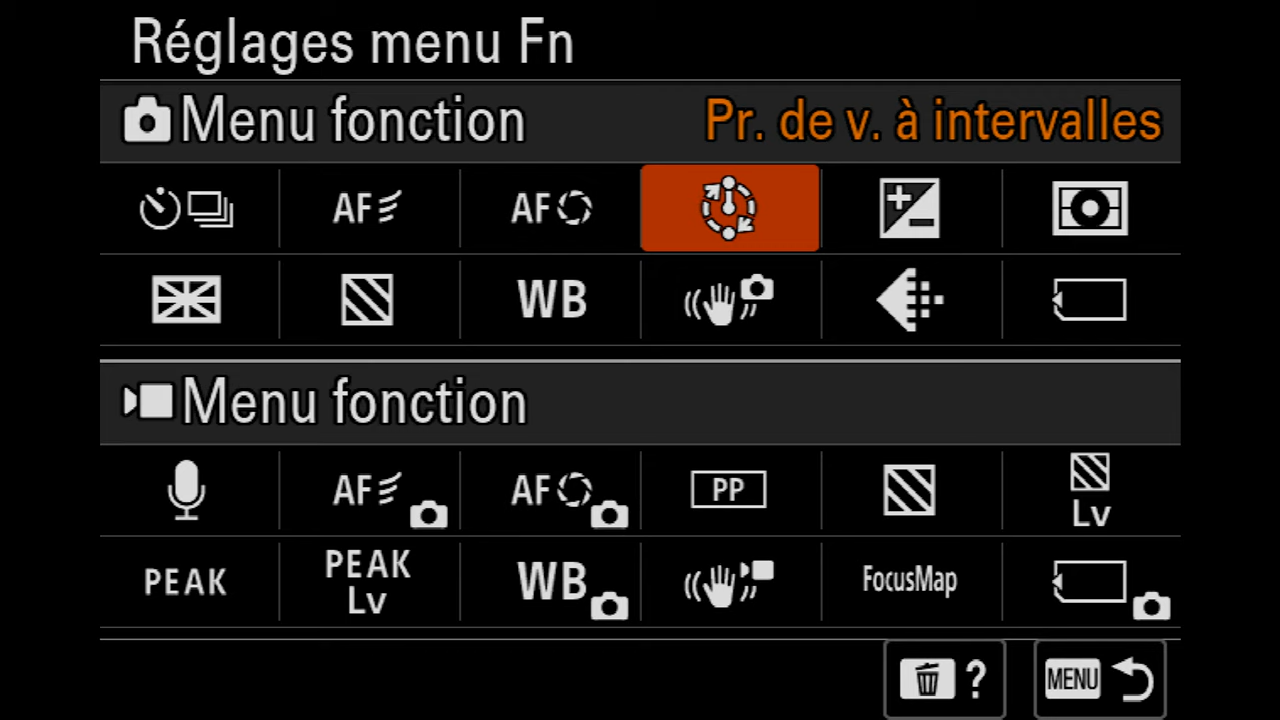 Réglages menu Fn
Menu fonction Pr. de v. à intervalles
AF AF
WB
Menu fonction
AF AF PP Lv
PEAK PEAK Lv WB FocusMap
? MENU